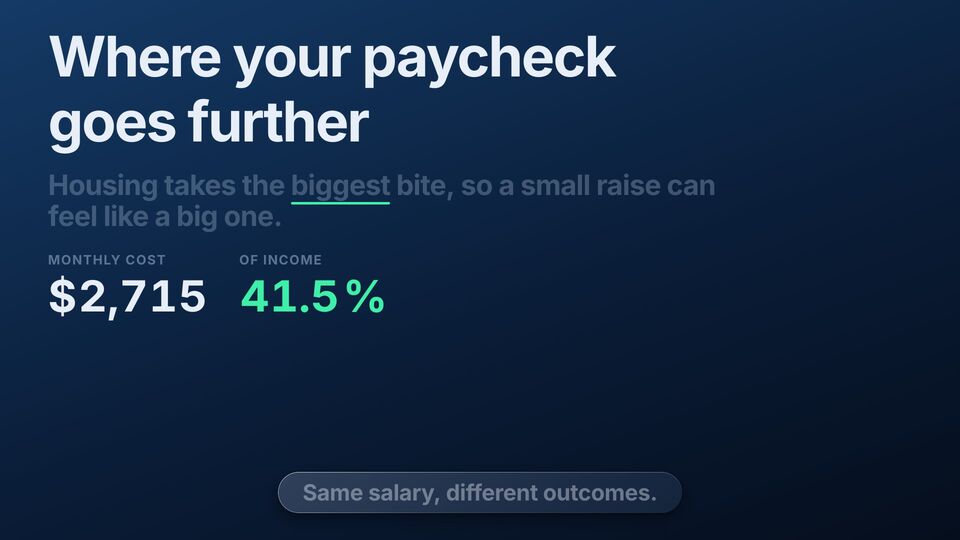 Where your paycheck
goes further
Housing takes the biggest bite, so a small raise can
feel like a big one.
MONTHLY COST
OF INCOME
$2,715
41.5%
Same salary, different outcomes.